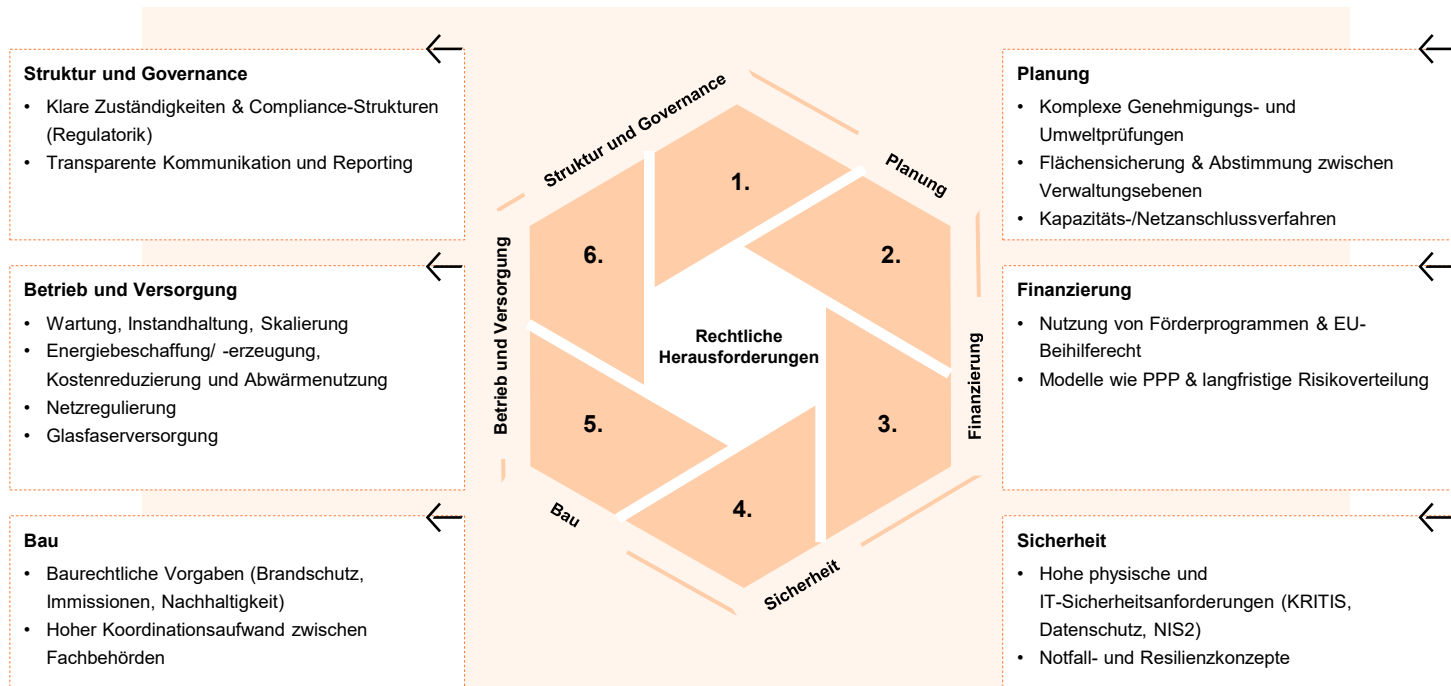 Struktur und Governance
• Klare Zuständigkeiten & Compliance-Strukturen
(Regulatorik)
• Transparente Kommunikation und Reporting
Betrieb und Versorgung
• Wartung, Instandhaltung, Skalierung
• Energiebeschaffung/ -erzeugung,
Kostenreduzierung und Abwärmenutzung
• Netzregulierung
• Glasfaserversorgung
Bau
• Baurechtliche Vorgaben (Brandschutz,
Immissionen, Nachhaltigkeit)
• Hoher Koordinationsaufwand zwischen
Fachbehörden
Struktur und Governance
Planung
Finanzierung
Sicherheit
Bau
Betrieb und Versorgung
1.
2.
3.
4.
5.
6.
Rechtliche
Herausforderungen
Planung
• Komplexe Genehmigungs- und
Umweltprüfungen
• Flächensicherung & Abstimmung zwischen
Verwaltungsebenen
• Kapazitäts-/Netzanschlussverfahren
Finanzierung
• Nutzung von Förderprogrammen & EU-
Beihilferecht
• Modelle wie PPP & langfristige Risikoverteilung
Sicherheit
• Hohe physische und
IT-Sicherheitsanforderungen (KRITIS,
Datenschutz, NIS2)
• Notfall- und Resilienzkonzepte